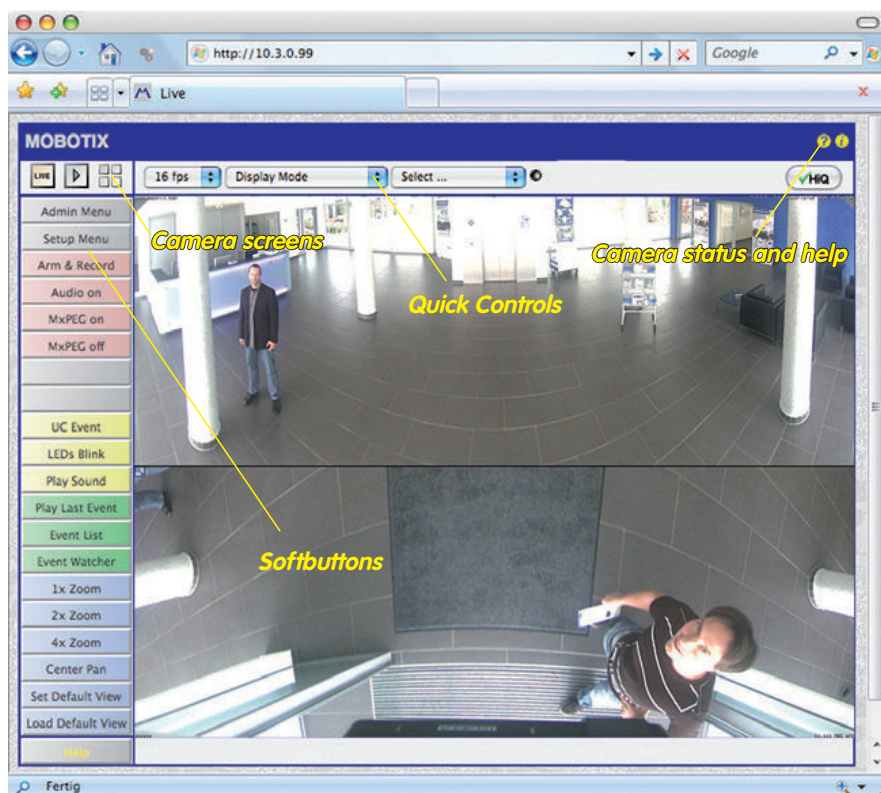 http://10.3.0.99
Google
Live
MOBOTIX
LIVE
16 fps
Display Mode
Select ...
HiQ
Admin Menu
Setup Menu
Arm & Record
Audio on
MxPEG on
MxPEG off
UC Event
LEDs Blink
Play Sound
Play Last Event
Event List
Event Watcher
1x Zoom
2x Zoom
4x Zoom
Center Pan
Set Default View
Load Default View
Help
Camera screens
Quick Controls
Camera status and help
Softbuttons
Fertig